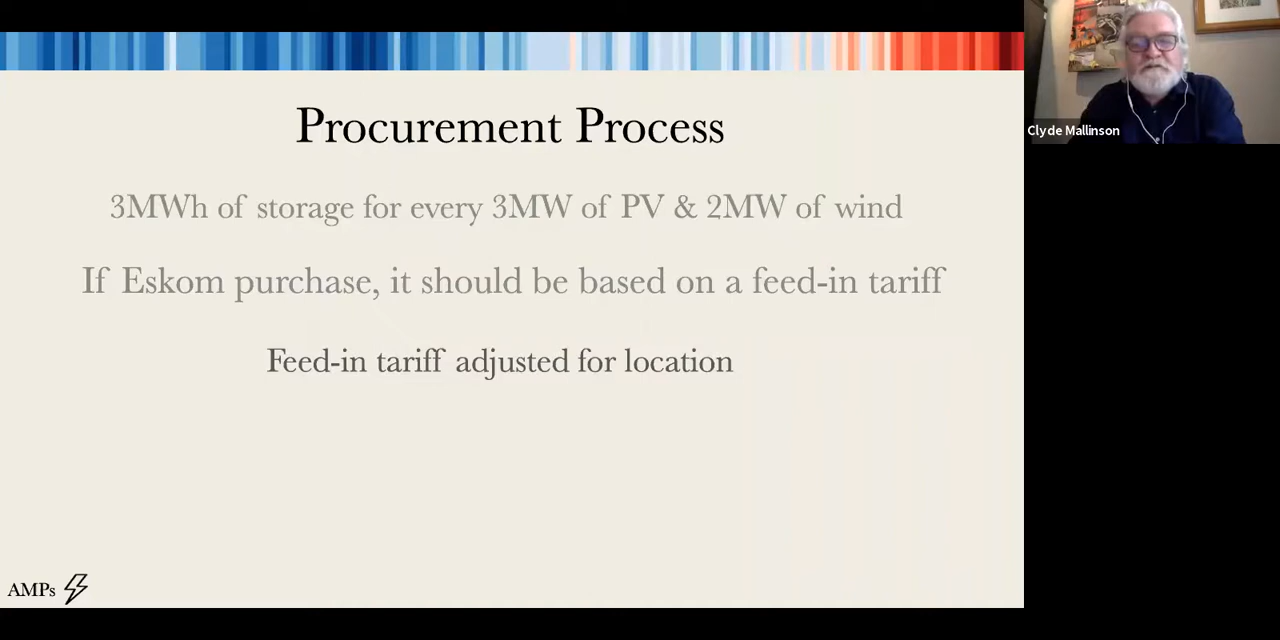 Procurement Process
3MWh of storage for every 3MW of PV & 2MW of wind
If Eskom purchase, it should be based on a feed-in tariff
Feed-in tariff adjusted for location
AMPs
Clyde Mallinson